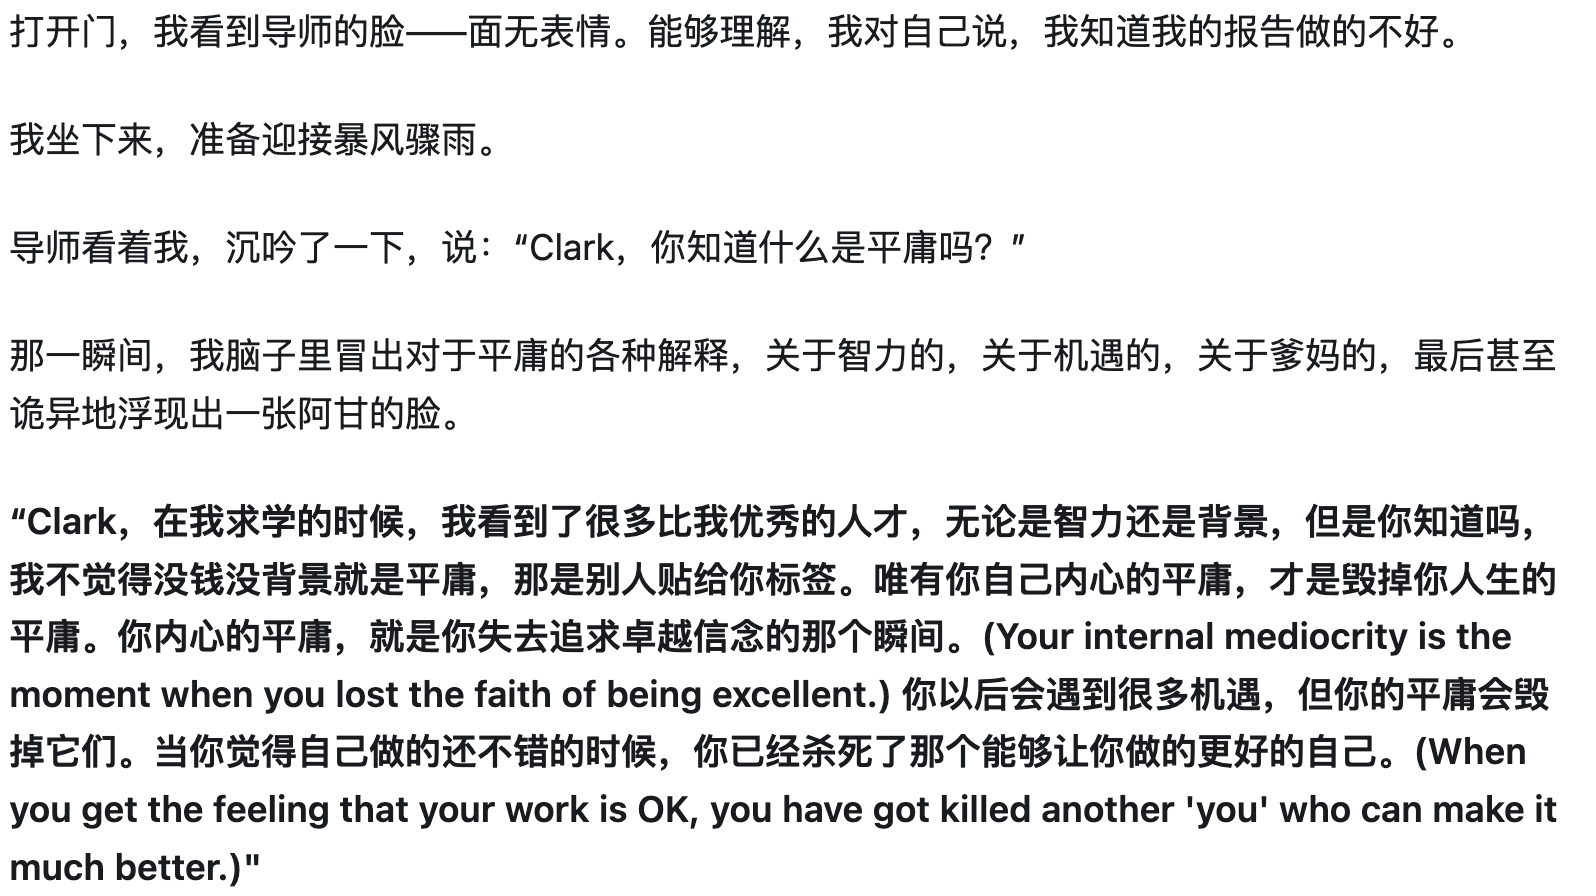 打开门，我看到导师的脸——面无表情。能够理解，我对自己说，我知道我的报告做的不好。
我坐下来，准备迎接暴风骤雨。
导师看着我，沉吟了一下，说：“Clark，你知道什么是平庸吗？”
那一瞬间，我脑子里冒出对于平庸的各种解释，关于智力的，关于机遇的，关于爹妈的，最后甚至
诡异地浮现出一张阿甘的脸。
“Clark，在我求学的时候，我看到了很多比我优秀的人才，无论是智力还是背景，但是你知道吗，
我不觉得没钱没背景就是平庸，那是别人贴给你标签。唯有你自己内心的平庸，才是毁掉你人生的
平庸。你内心的平庸，就是你失去追求卓越信念的那个瞬间。(Your internal mediocrity is the
moment when you lost the faith of being excellent.) 你以后会遇到很多机遇，但你的平庸会毁
掉它们。当你觉得自己做的还不错的时候，你已经杀死了那个能够让你做的更好的自己。(When
you get the feeling that your work is OK, you have got killed another 'you' who can make it
much better.)"